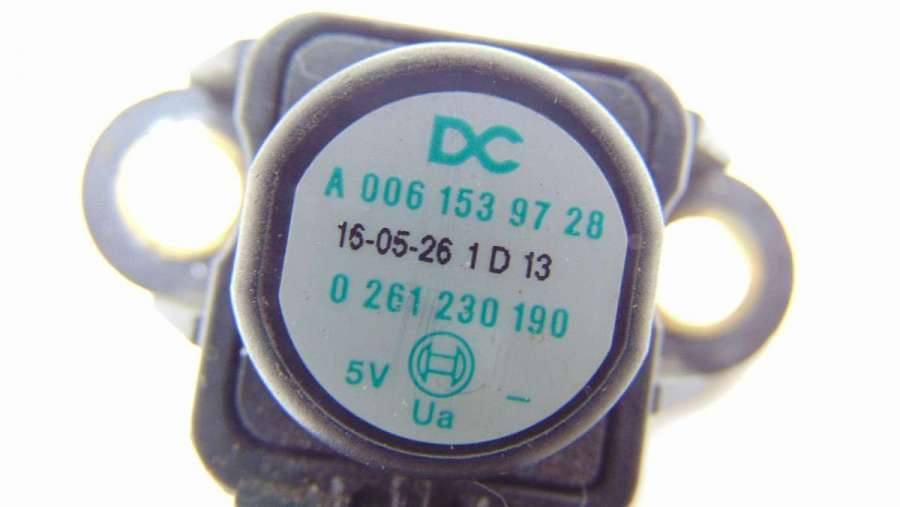 DC
A 006 153 97 28
16-05-26 1 D 13
0 261 230 190
5V
Ua –